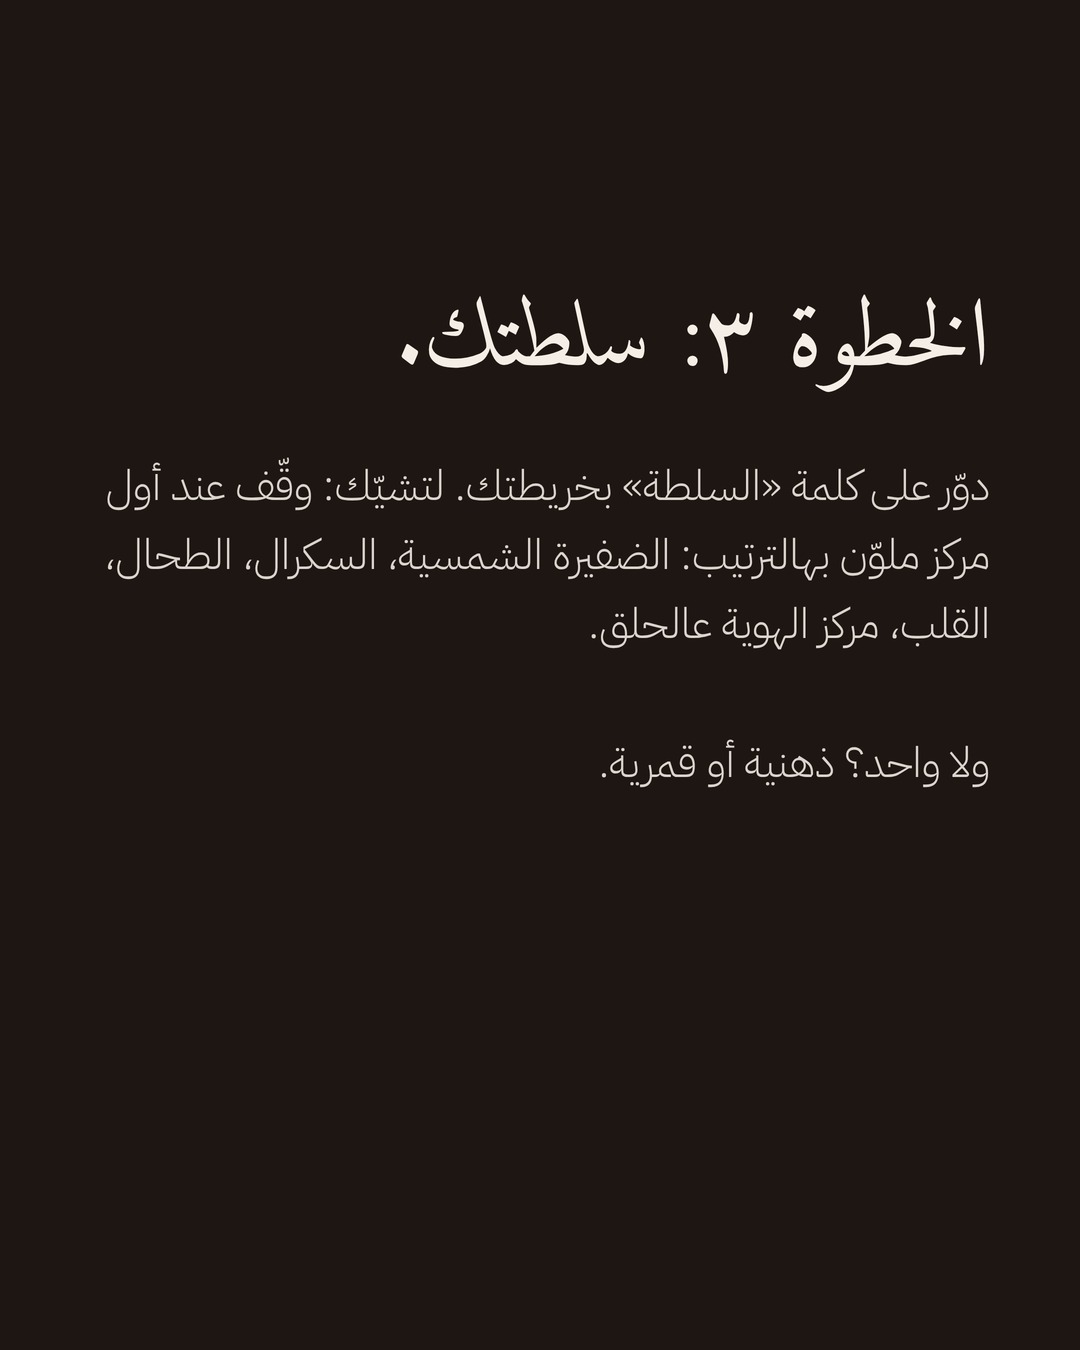 الخطوة ٣: سلطتك.
دوّر على كلمة «السلطة» بخريطتك. لتشيّك: وقّف عند أول
مركز ملوّن بهالترتيب: الضفيرة الشمسية، السكرال، الطحال،
القلب، مركز الهوية عالحلق.
ولا واحد؟ ذهنية أو قمرية.